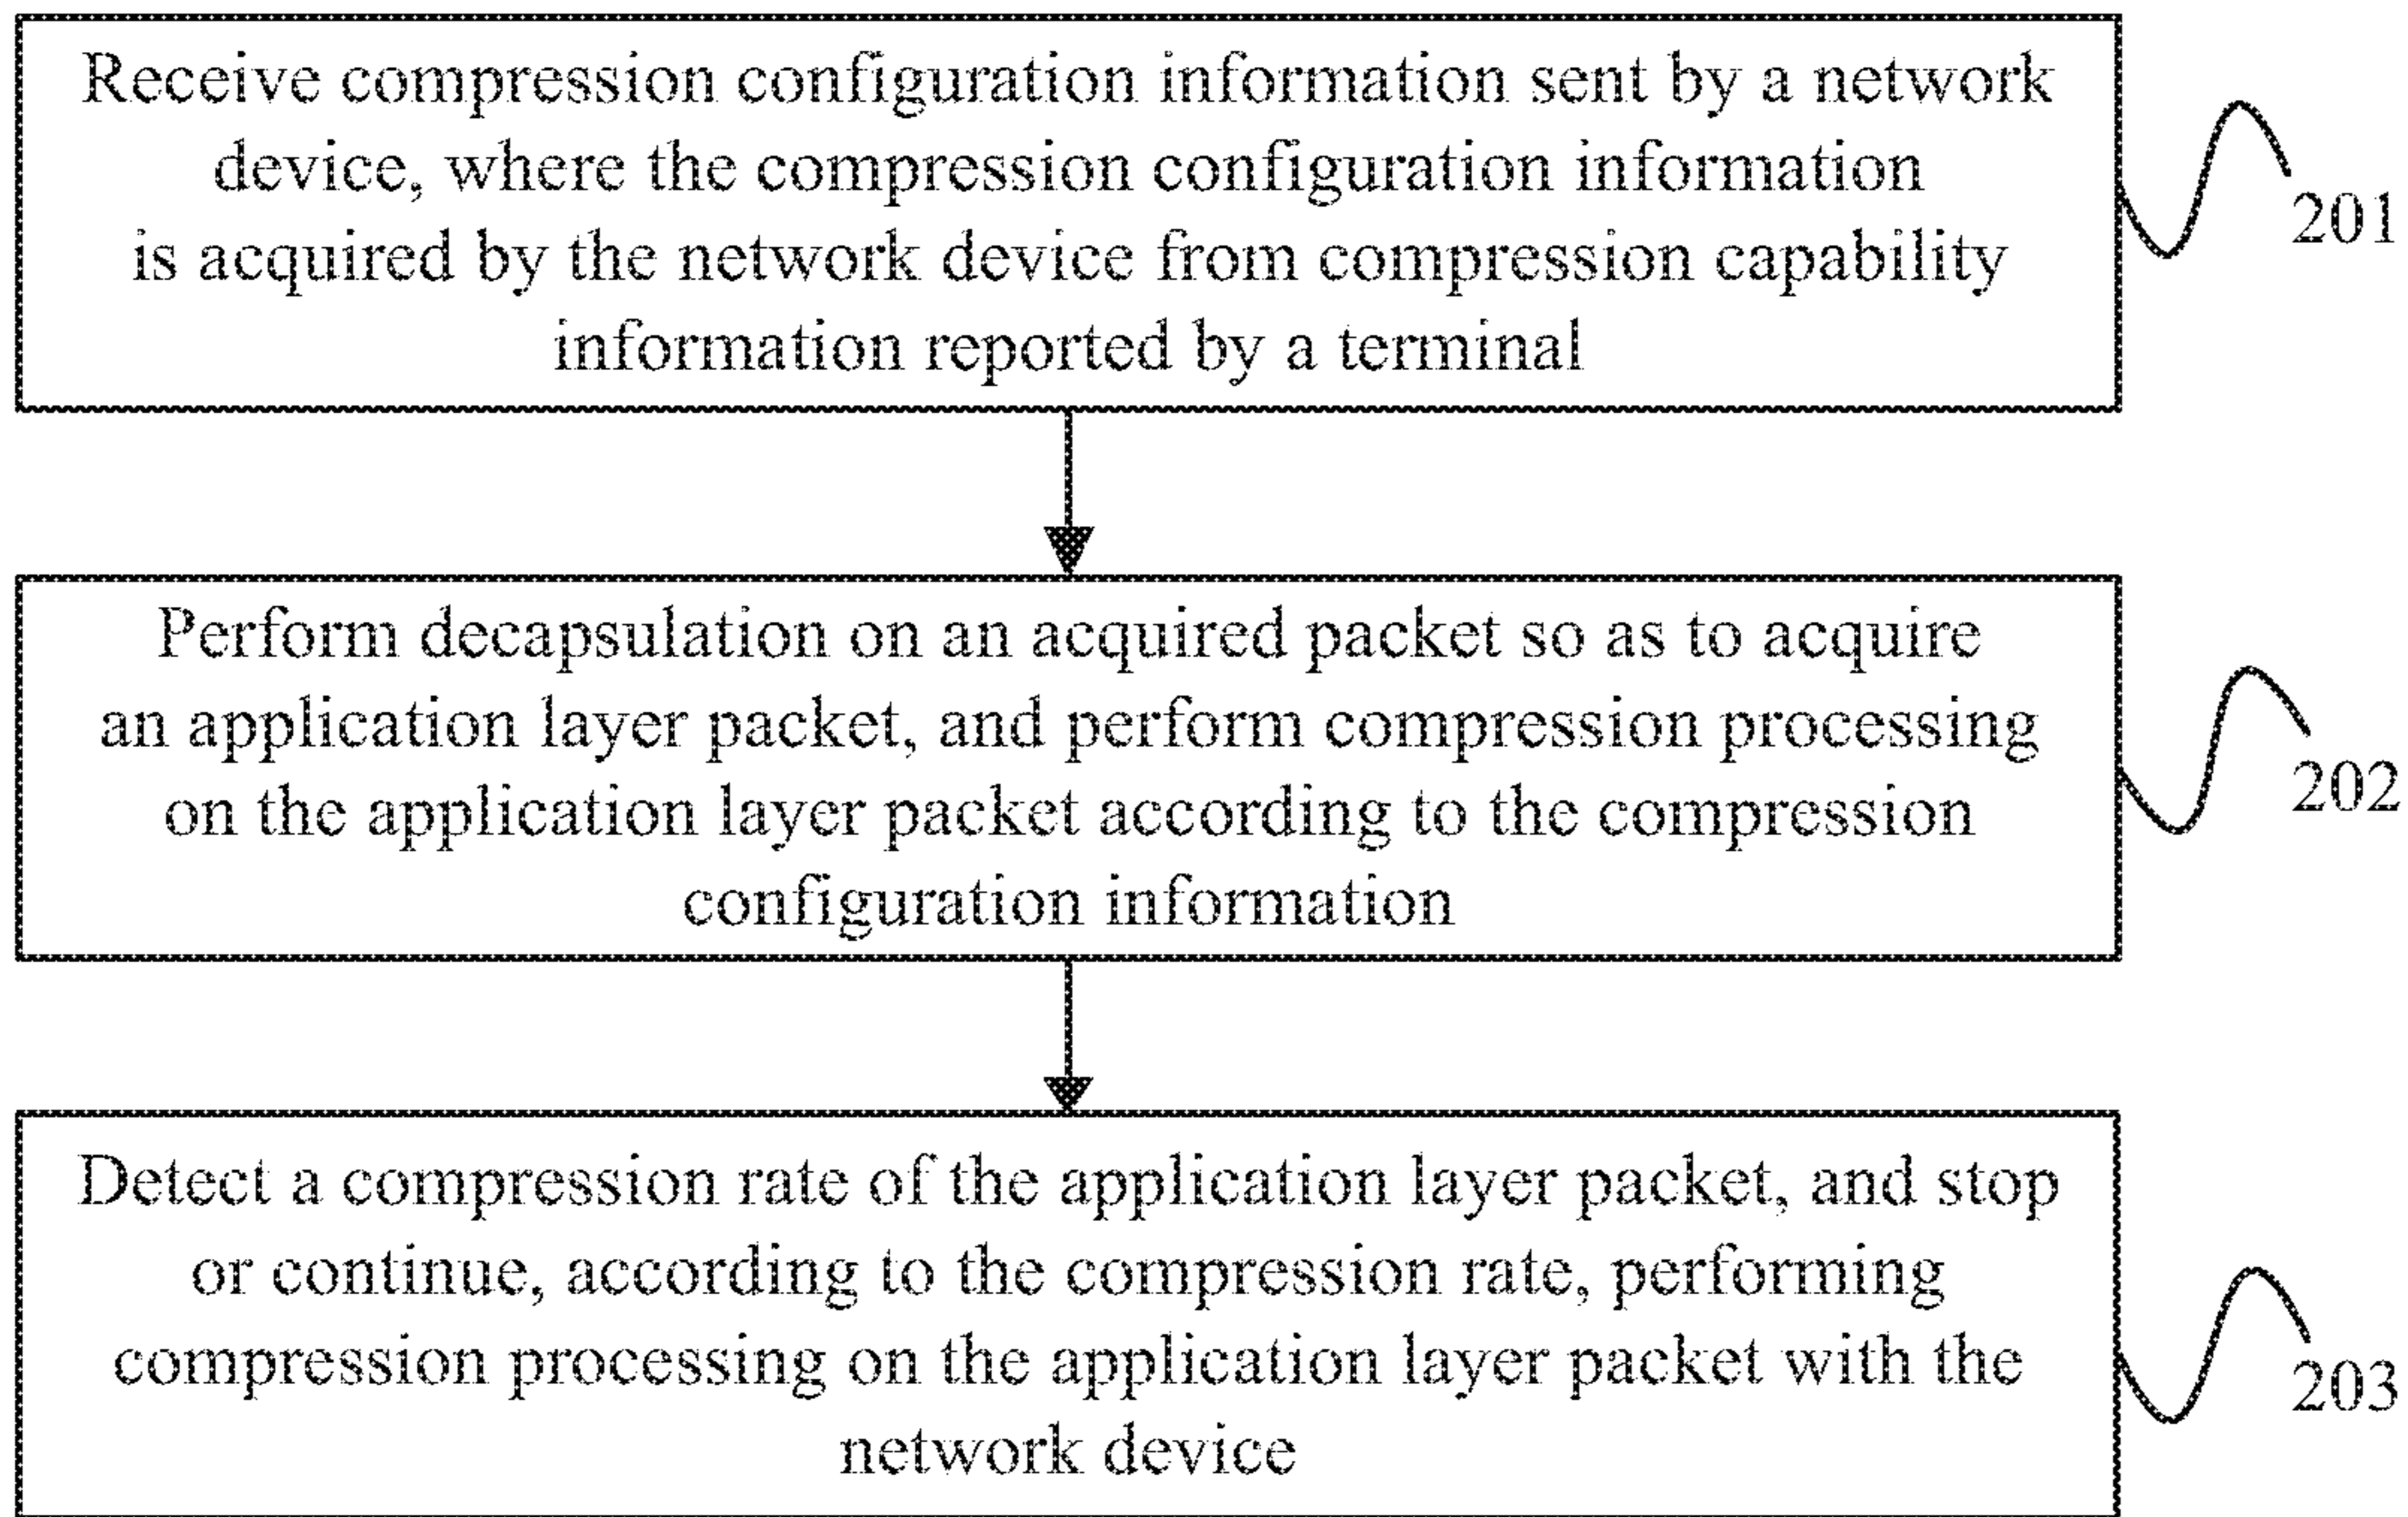 Receive compression configuration information sent by a network
device, where the compression configuration information
is acquired by the network device from compression capability
information reported by a terminal
201
Perform decapsulation on an acquired packet so as to acquire
an application layer packet, and perform compression processing
on the application layer packet according to the compression
configuration information
202
Detect a compression rate of the application layer packet, and stop
or continue, according to the compression rate, performing
compression processing on the application layer packet with the
network device
203